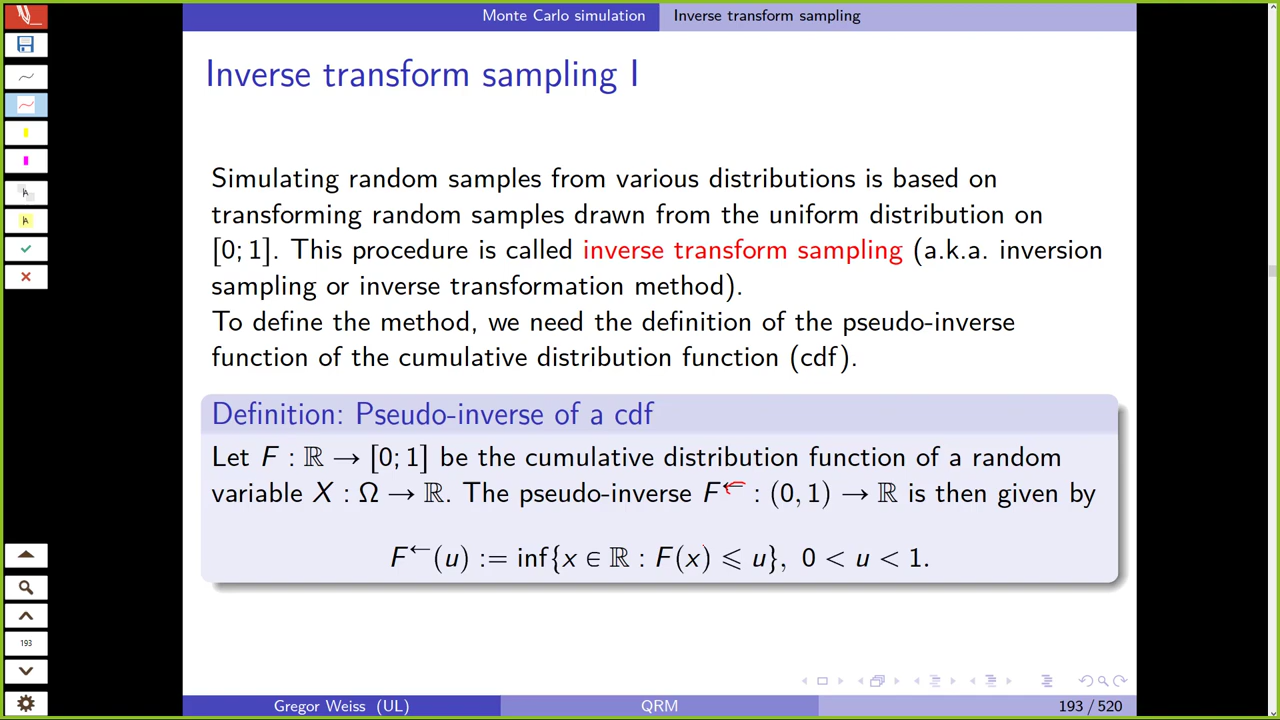 Monte Carlo simulation Inverse transform sampling
Inverse transform sampling I
Simulating random samples from various distributions is based on
transforming random samples drawn from the uniform distribution on
[0; 1]. This procedure is called inverse transform sampling (a.k.a. inversion
sampling or inverse transformation method).
To define the method, we need the definition of the pseudo-inverse
function of the cumulative distribution function (cdf).
Definition: Pseudo-inverse of a cdf
Let F : ℝ → [0; 1] be the cumulative distribution function of a random
variable X : Ω → ℝ. The pseudo-inverse F← : (0, 1) → ℝ is then given by
F←(u) := inf{x ∈ ℝ : F(x) ⩽ u}, 0 < u < 1.
193
Gregor Weiss (UL) QRM 193 / 520